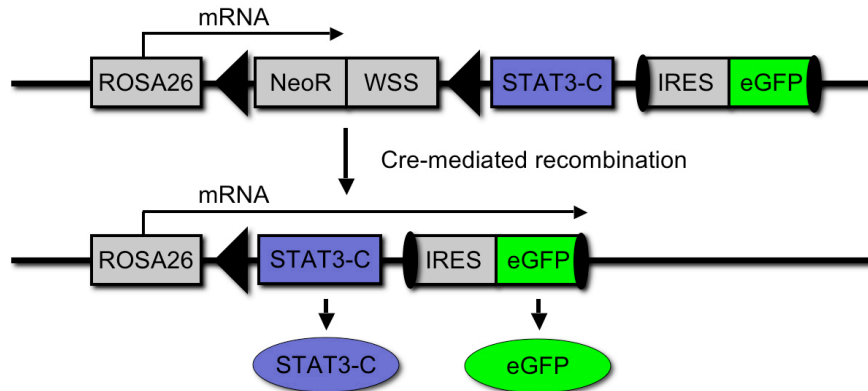 mRNA
ROSA26 NeoR WSS STAT3-C IRES eGFP
Cre-mediated recombination
mRNA
ROSA26 STAT3-C IRES eGFP
STAT3-C eGFP